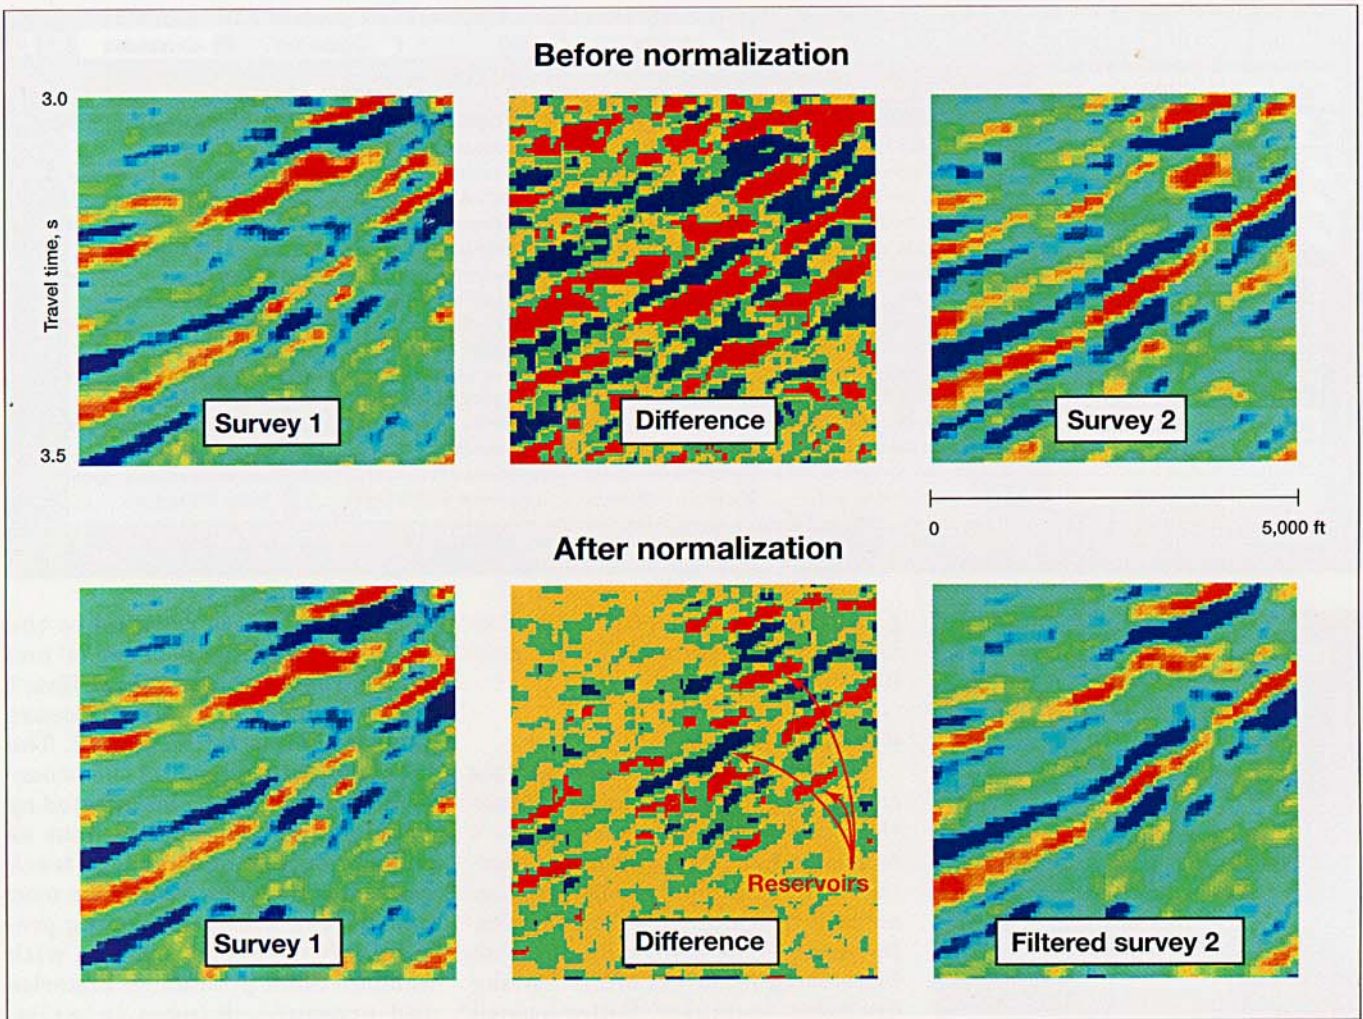 Before normalization
3.0
Travel time, s
3.5
Survey 1
Difference
Survey 2
0
5,000 ft
After normalization
Reservoirs
Survey 1
Difference
Filtered survey 2